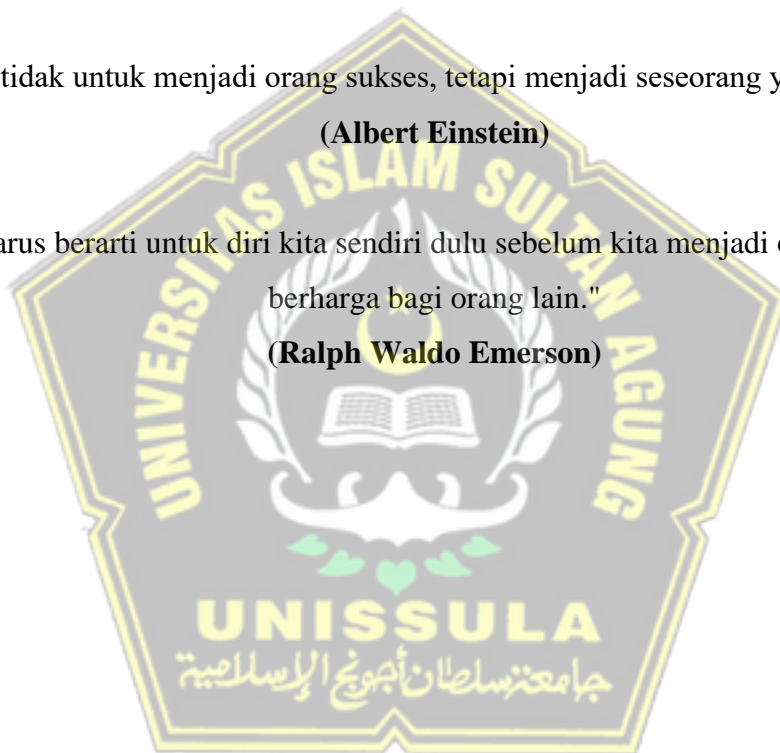 tidak untuk menjadi orang sukses, tetapi menjadi seseorang y
(Albert Einstein)
arus berarti untuk diri kita sendiri dulu sebelum kita menjadi
berharga bagi orang lain."
(Ralph Waldo Emerson)
UNIVERSITAS ISLAM SULTAN AGUNG
UNISSULA
جامعة سلطان أجونج الإسلامية